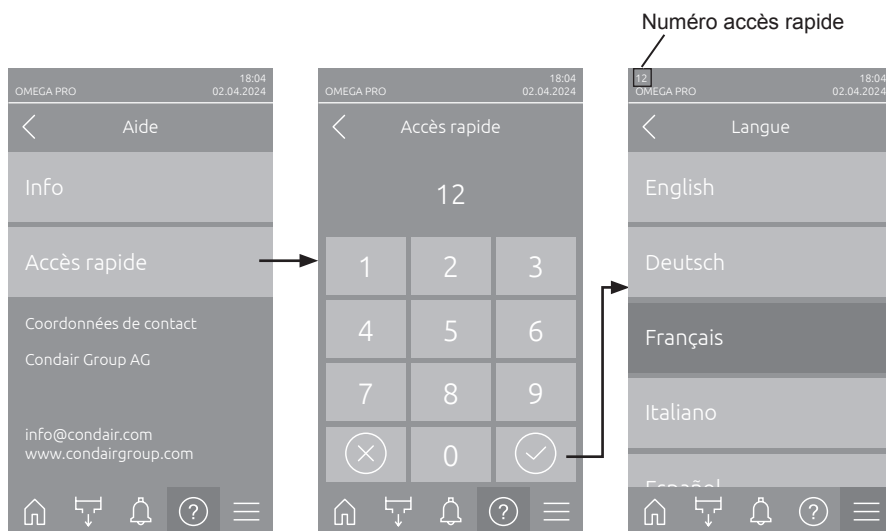 Numéro accès rapide
18:04
OMEGA PRO 02.04.2024
Aide
Info
Accès rapide
Coordonnées de contact
Condair Group AG
info@condair.com
www.condairgroup.com
18:04
OMEGA PRO 02.04.2024
Accès rapide
12
1 2 3
4 5 6
7 8 9
0
?
12 18:04
OMEGA PRO 02.04.2024
Langue
English
Deutsch
Français
Italiano
Español
?